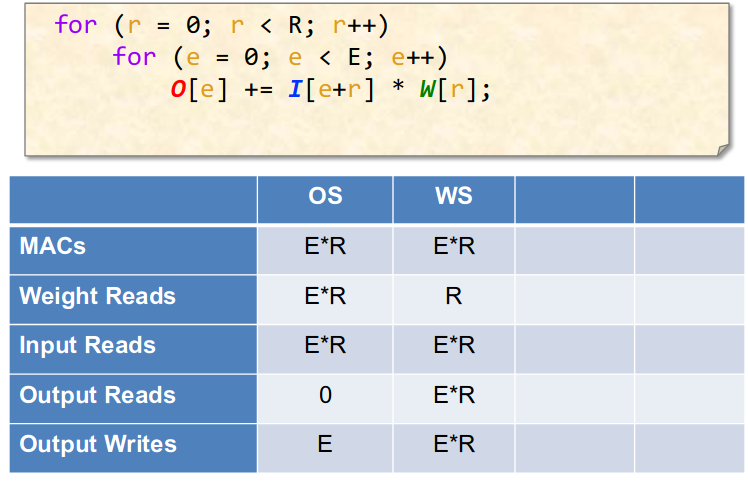 for (r = 0; r < R; r++)
for (e = 0; e < E; e++)
O[e] += I[e+r] * W[r];
OS WS
MACs E*R E*R
Weight Reads E*R R
Input Reads E*R E*R
Output Reads 0 E*R
Output Writes E E*R